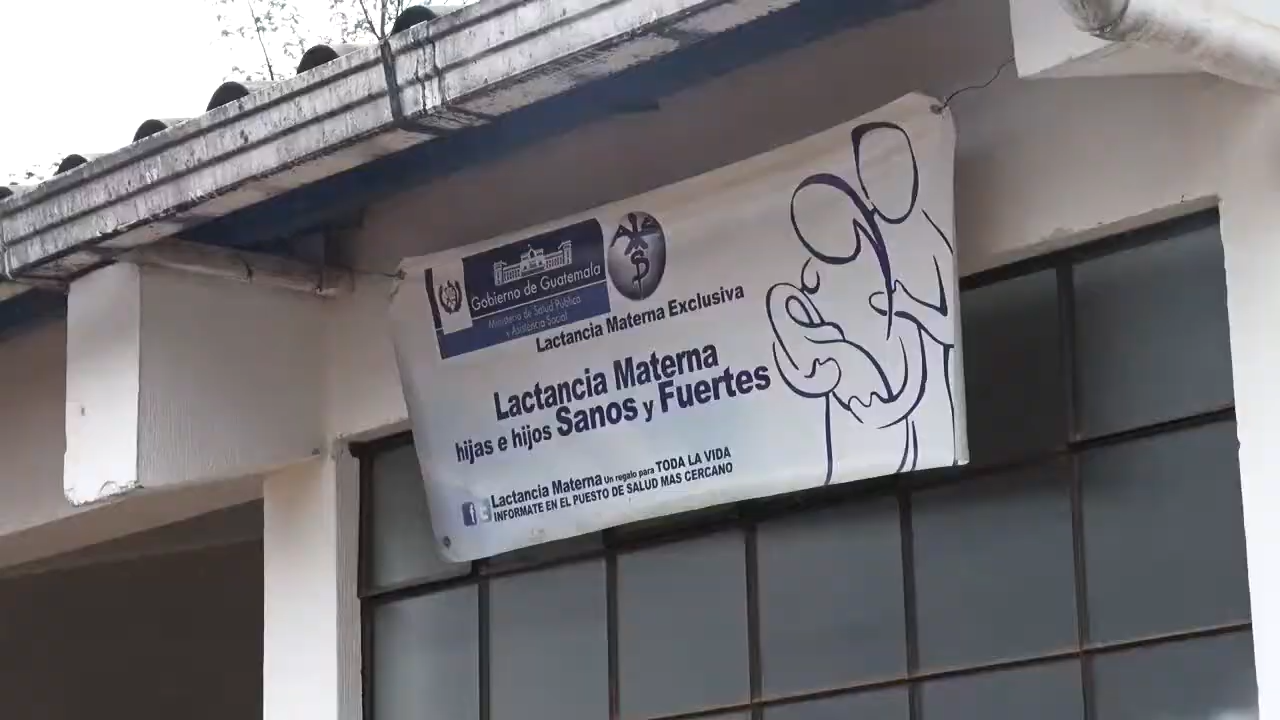 Gobierno de Guatemala
Ministerio de Salud Pública
y Asistencia Social
Lactancia Materna Exclusiva
Lactancia Materna
hijas e hijos Sanos y Fuertes
Lactancia Materna Un regalo para TODA LA VIDA
INFORMATE EN EL PUESTO DE SALUD MAS CERCANO